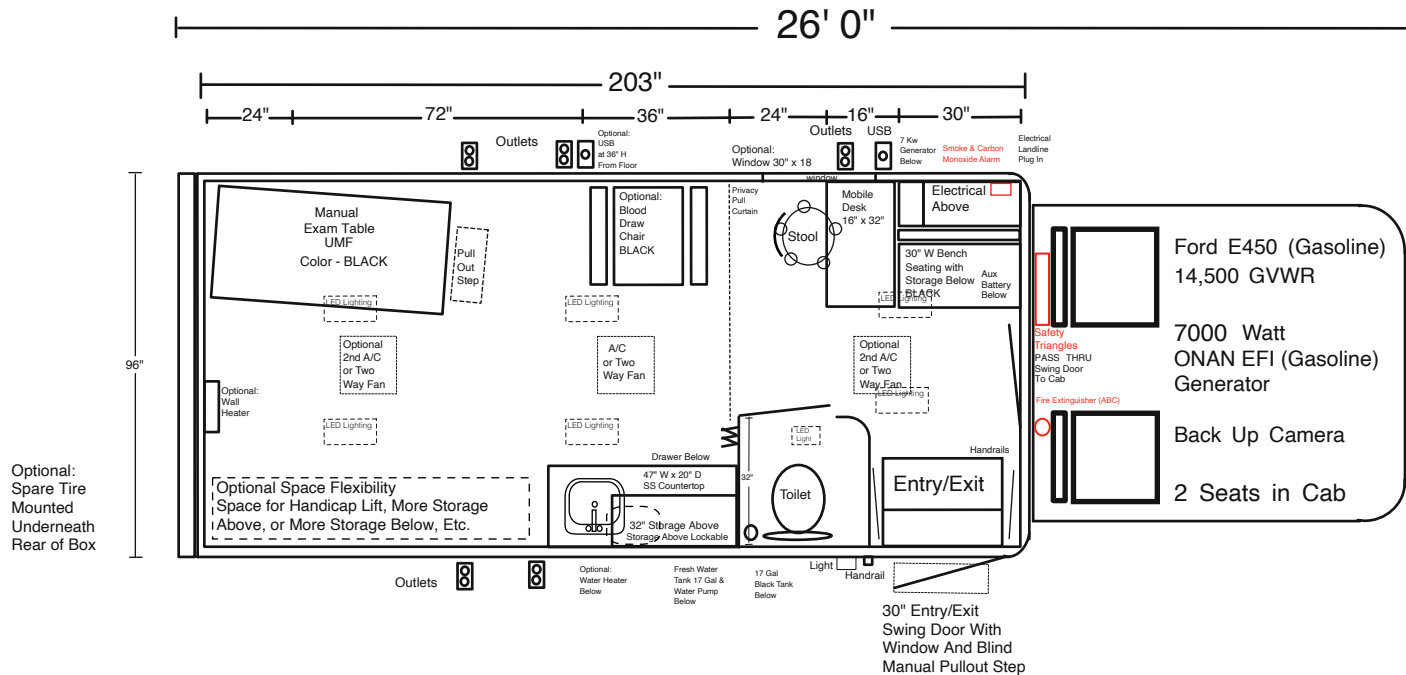 26' 0"
203"
24" 72" 36" 24" 16" 30"
Outlets
Optional:
USB
at 36" H
From Floor
Optional:
Window 30" x 18
Outlets
USB
7 Kw
Generator
Below
Smoke & Carbon
Monoxide Alarm
Electrical
Landline
Plug In
window
Manual
Exam Table
UMF
Color - BLACK
Pull
Out
Step
Optional:
Blood
Draw
Chair
BLACK
Privacy
Pull
Curtain
Stool
Mobile
Desk
16" x 32"
Electrical
Above
30" W Bench
Seating with
Storage Below
BLACK
Aux
Battery
Below
LED Lighting
LED Lighting
LED Lighting
Optional
2nd A/C
or Two
Way Fan
A/C
or Two
Way Fan
Optional
2nd A/C
or Two
Way Fan
LED Lighting
96"
Optional:
Wall
Heater
LED Lighting
LED Lighting
LED
Light
Safety
Triangles
PASS THRU
Swing Door
To Cab
Fire Extinguisher (ABC)
Ford E450 (Gasoline)
14,500 GVWR
7000 Watt
ONAN EFI (Gasoline)
Generator
Back Up Camera
2 Seats in Cab
Optional:
Spare Tire
Mounted
Underneath
Rear of Box
Optional Space Flexibility
Space for Handicap Lift, More Storage
Above, or More Storage Below, Etc.
Drawer Below
47" W x 20" D
SS Countertop
32"
32" Storage Above
Storage Above Lockable
Toilet
Handrails
Entry/Exit
Outlets
Optional:
Water Heater
Below
Fresh Water
Tank 17 Gal &
Water Pump
Below
17 Gal
Black Tank
Below
Light
Handrail
30" Entry/Exit
Swing Door With
Window And Blind
Manual Pullout Step